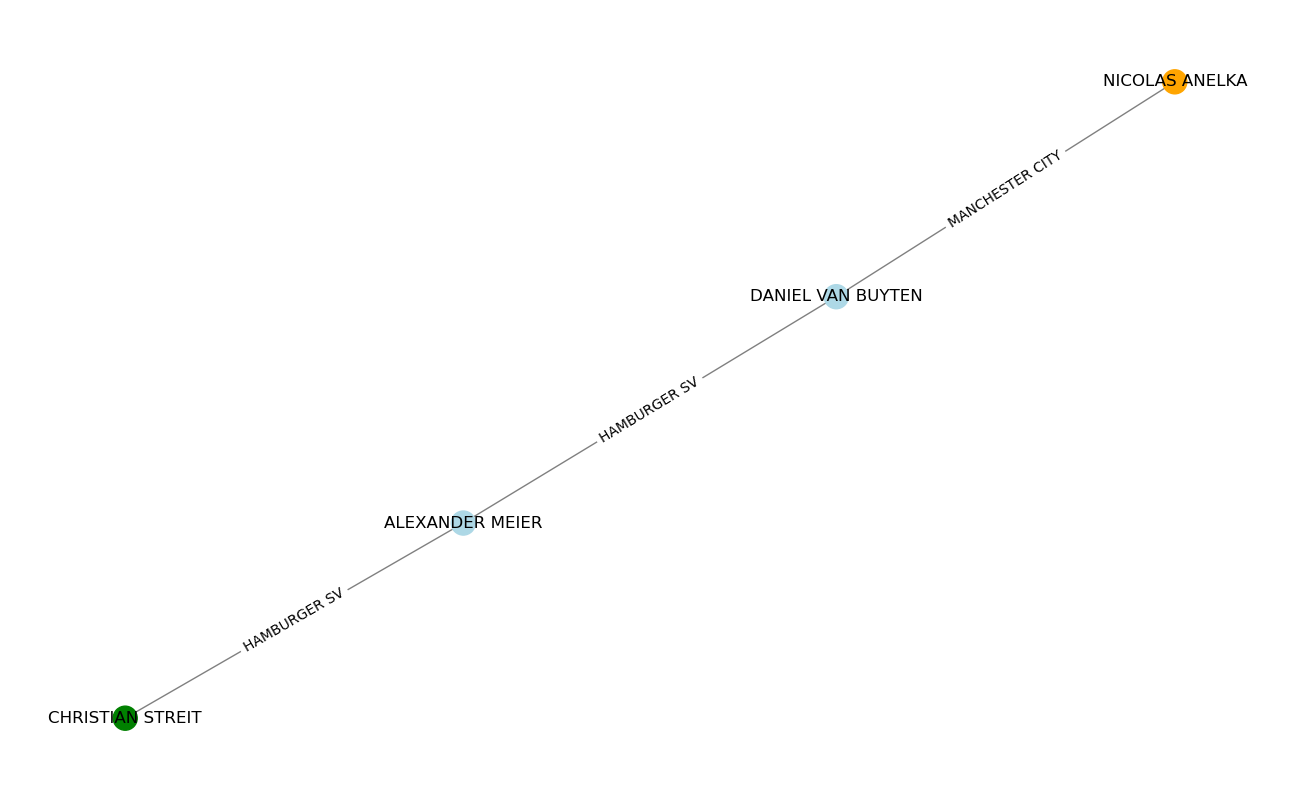 NICOLAS ANELKA
MANCHESTER CITY
DANIEL VAN BUYTEN
HAMBURGER SV
ALEXANDER MEIER
HAMBURGER SV
CHRISTIAN STREIT